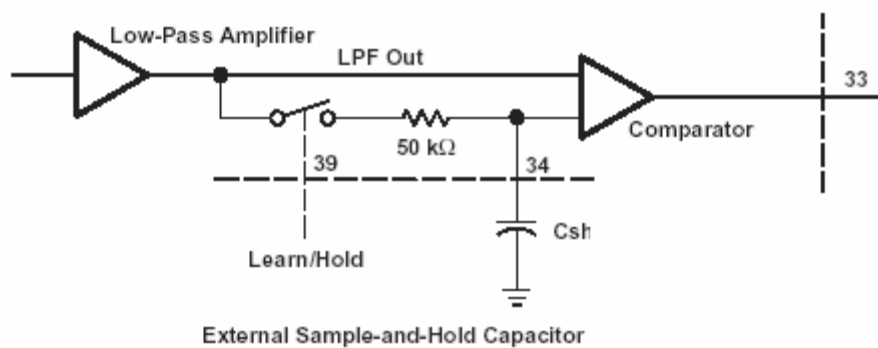 Low-Pass Amplifier
LPF Out
33
50 kΩ
Comparator
39
34
Csh
Learn/Hold
External Sample-and-Hold Capacitor